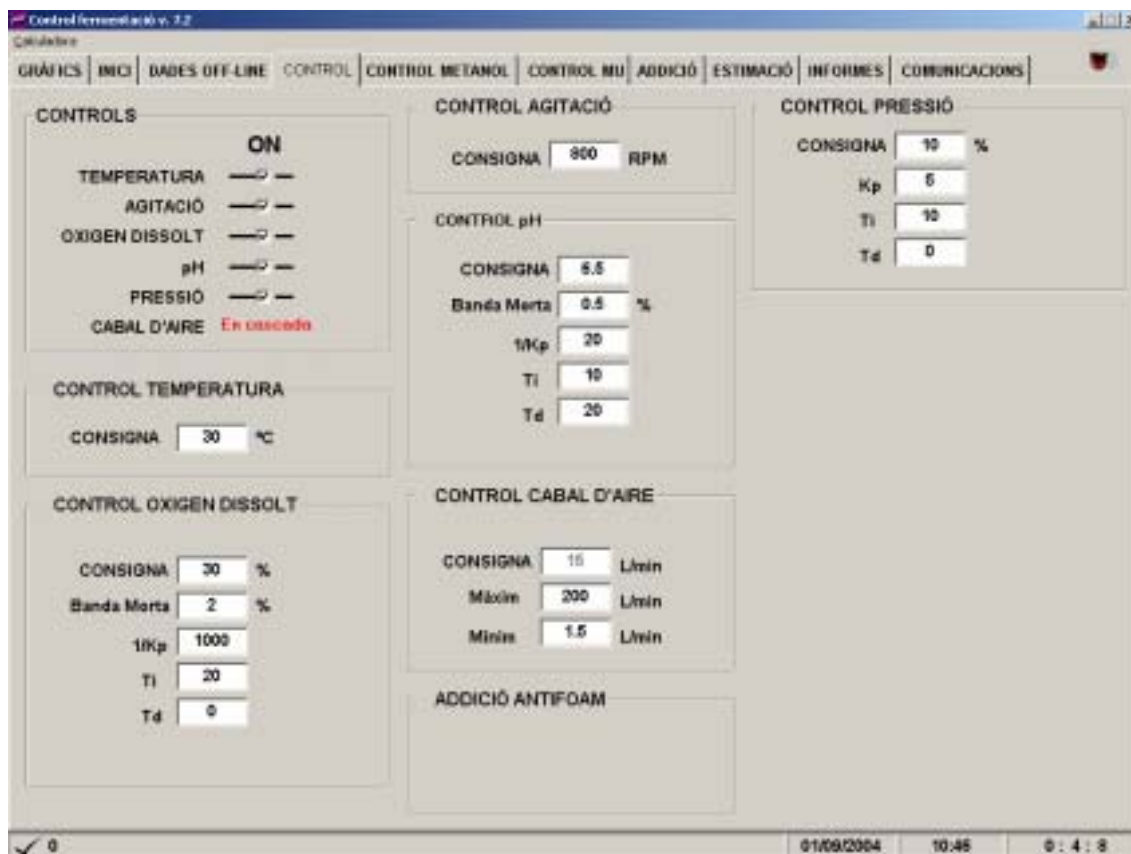 Control fermentació v. 7.2
Calculadora
GRÀFICS INICI DADES OFF-LINE CONTROL CONTROL METANOL CONTROL MU ADDICIÓ ESTIMACIÓ INFORMES COMUNICACIONS
CONTROLS
ON
TEMPERATURA
AGITACIÓ
OXIGEN DISSOLT
pH
PRESSIÓ
CABAL D'AIRE En cascada
CONTROL TEMPERATURA
CONSIGNA 30 ºC
CONTROL OXIGEN DISSOLT
CONSIGNA 30 %
Banda Morta 2 %
1/Kp 1000
Ti 20
Td 0
CONTROL AGITACIÓ
CONSIGNA 800 RPM
CONTROL pH
CONSIGNA 6.5
Banda Morta 0.5 %
1/Kp 20
Ti 10
Td 20
CONTROL CABAL D'AIRE
CONSIGNA 15 L/min
Màxim 200 L/min
Mínim 1.5 L/min
ADDICIÓ ANTIFOAM
CONTROL PRESSIÓ
CONSIGNA 10 %
Kp 5
Ti 10
Td 0
0
01/09/2004 10:46 0 : 4 : 8